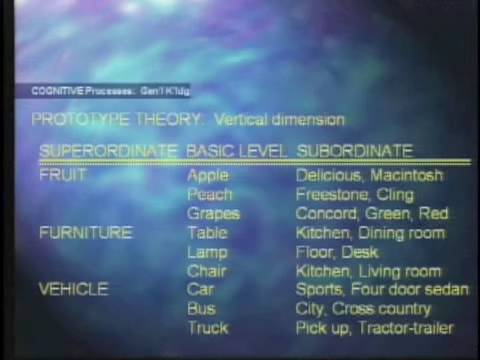 COGNITIVE Processes: Gen'l K'ldg
PROTOTYPE THEORY: Vertical dimension
SUPERORDINATE BASIC LEVEL SUBORDINATE
FRUIT Apple Delicious, Macintosh
Peach Freestone, Cling
Grapes Concord, Green, Red
FURNITURE Table Kitchen, Dining room
Lamp Floor, Desk
Chair Kitchen, Living room
VEHICLE Car Sports, Four door sedan
Bus City, Cross country
Truck Pick up, Tractor-trailer